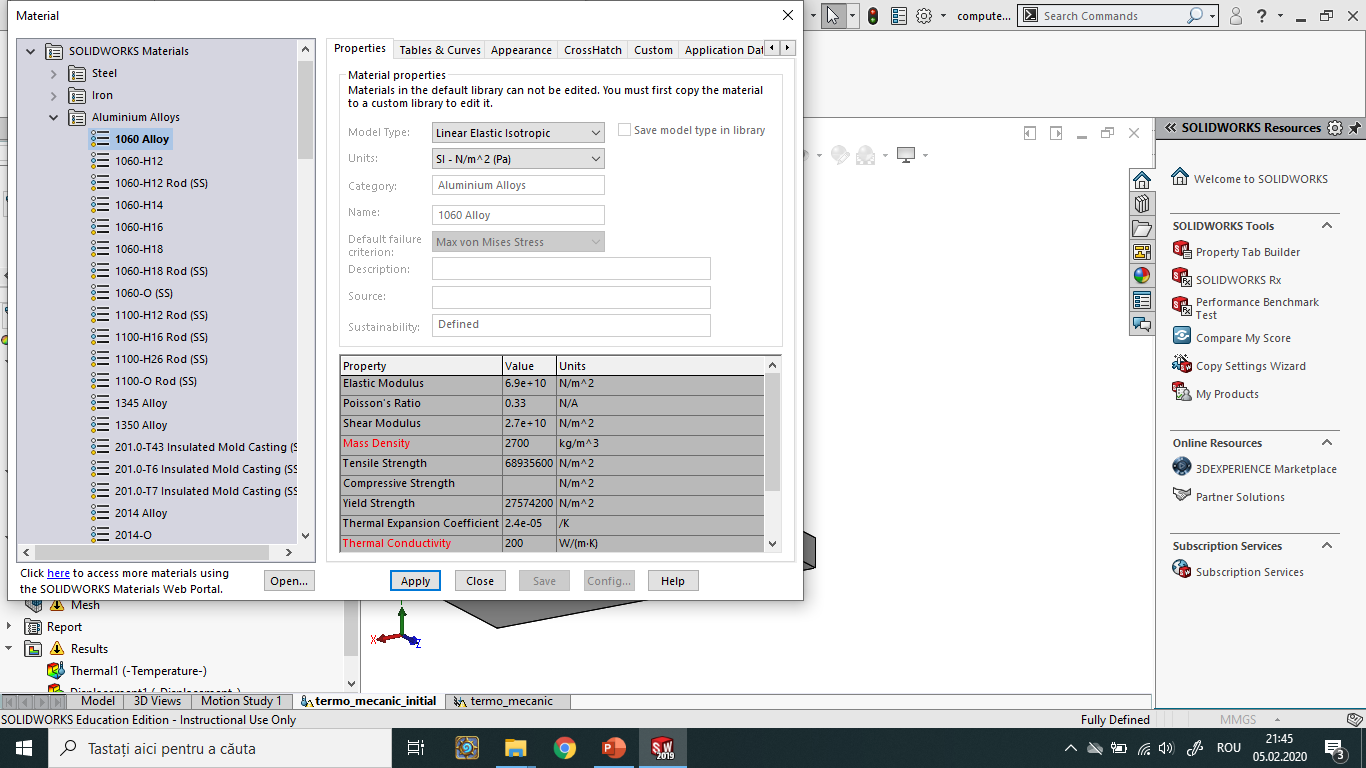 Material
SOLIDWORKS Materials
Steel
Iron
Aluminium Alloys
1060 Alloy
1060-H12
1060-H12 Rod (SS)
1060-H14
1060-H16
1060-H18
1060-H18 Rod (SS)
1060-O (SS)
1100-H12 Rod (SS)
1100-H16 Rod (SS)
1100-H26 Rod (SS)
1100-O Rod (SS)
1345 Alloy
1350 Alloy
201.0-T43 Insulated Mold Casting (S
201.0-T6 Insulated Mold Casting (SS
201.0-T7 Insulated Mold Casting (SS
2014 Alloy
2014-O
Click here to access more materials using
the SOLIDWORKS Materials Web Portal.
Open...
Properties Tables & Curves Appearance CrossHatch Custom Application Dat
Material properties
Materials in the default library can not be edited. You must first copy the material
to a custom library to edit it.
Model Type: Linear Elastic Isotropic Save model type in library
Units: SI - N/m^2 (Pa)
Category: Aluminium Alloys
Name: 1060 Alloy
Default failure
criterion: Max von Mises Stress
Description:
Source:
Sustainability: Defined
Property Value Units
Elastic Modulus 6.9e+10 N/m^2
Poisson's Ratio 0.33 N/A
Shear Modulus 2.7e+10 N/m^2
Mass Density 2700 kg/m^3
Tensile Strength 68935600 N/m^2
Compressive Strength N/m^2
Yield Strength 27574200 N/m^2
Thermal Expansion Coefficient 2.4e-05 /K
Thermal Conductivity 200 W/(m·K)
Apply Close Save Config... Help
compute... Search Commands ?
SOLIDWORKS Resources
Welcome to SOLIDWORKS
SOLIDWORKS Tools
Property Tab Builder
SOLIDWORKS Rx
Performance Benchmark
Test
Compare My Score
Copy Settings Wizard
My Products
Online Resources
3DEXPERIENCE Marketplace
Partner Solutions
Subscription Services
Subscription Services
Mesh
Report
Results
Thermal1 (-Temperature-)
Displacement1 (-Displacement-)
X Z
Model 3D Views Motion Study 1 termo_mecanic_initial termo_mecanic
SOLIDWORKS Education Edition - Instructional Use Only Fully Defined MMGS
Tastați aici pentru a căuta
SW
2019
ROU
21:45
05.02.2020
3